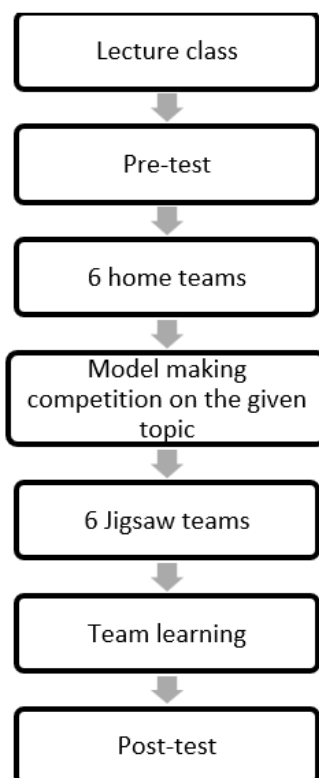 Lecture class
Pre-test
6 home teams
Model making
competition on the given
topic
6 Jigsaw teams
Team learning
Post-test